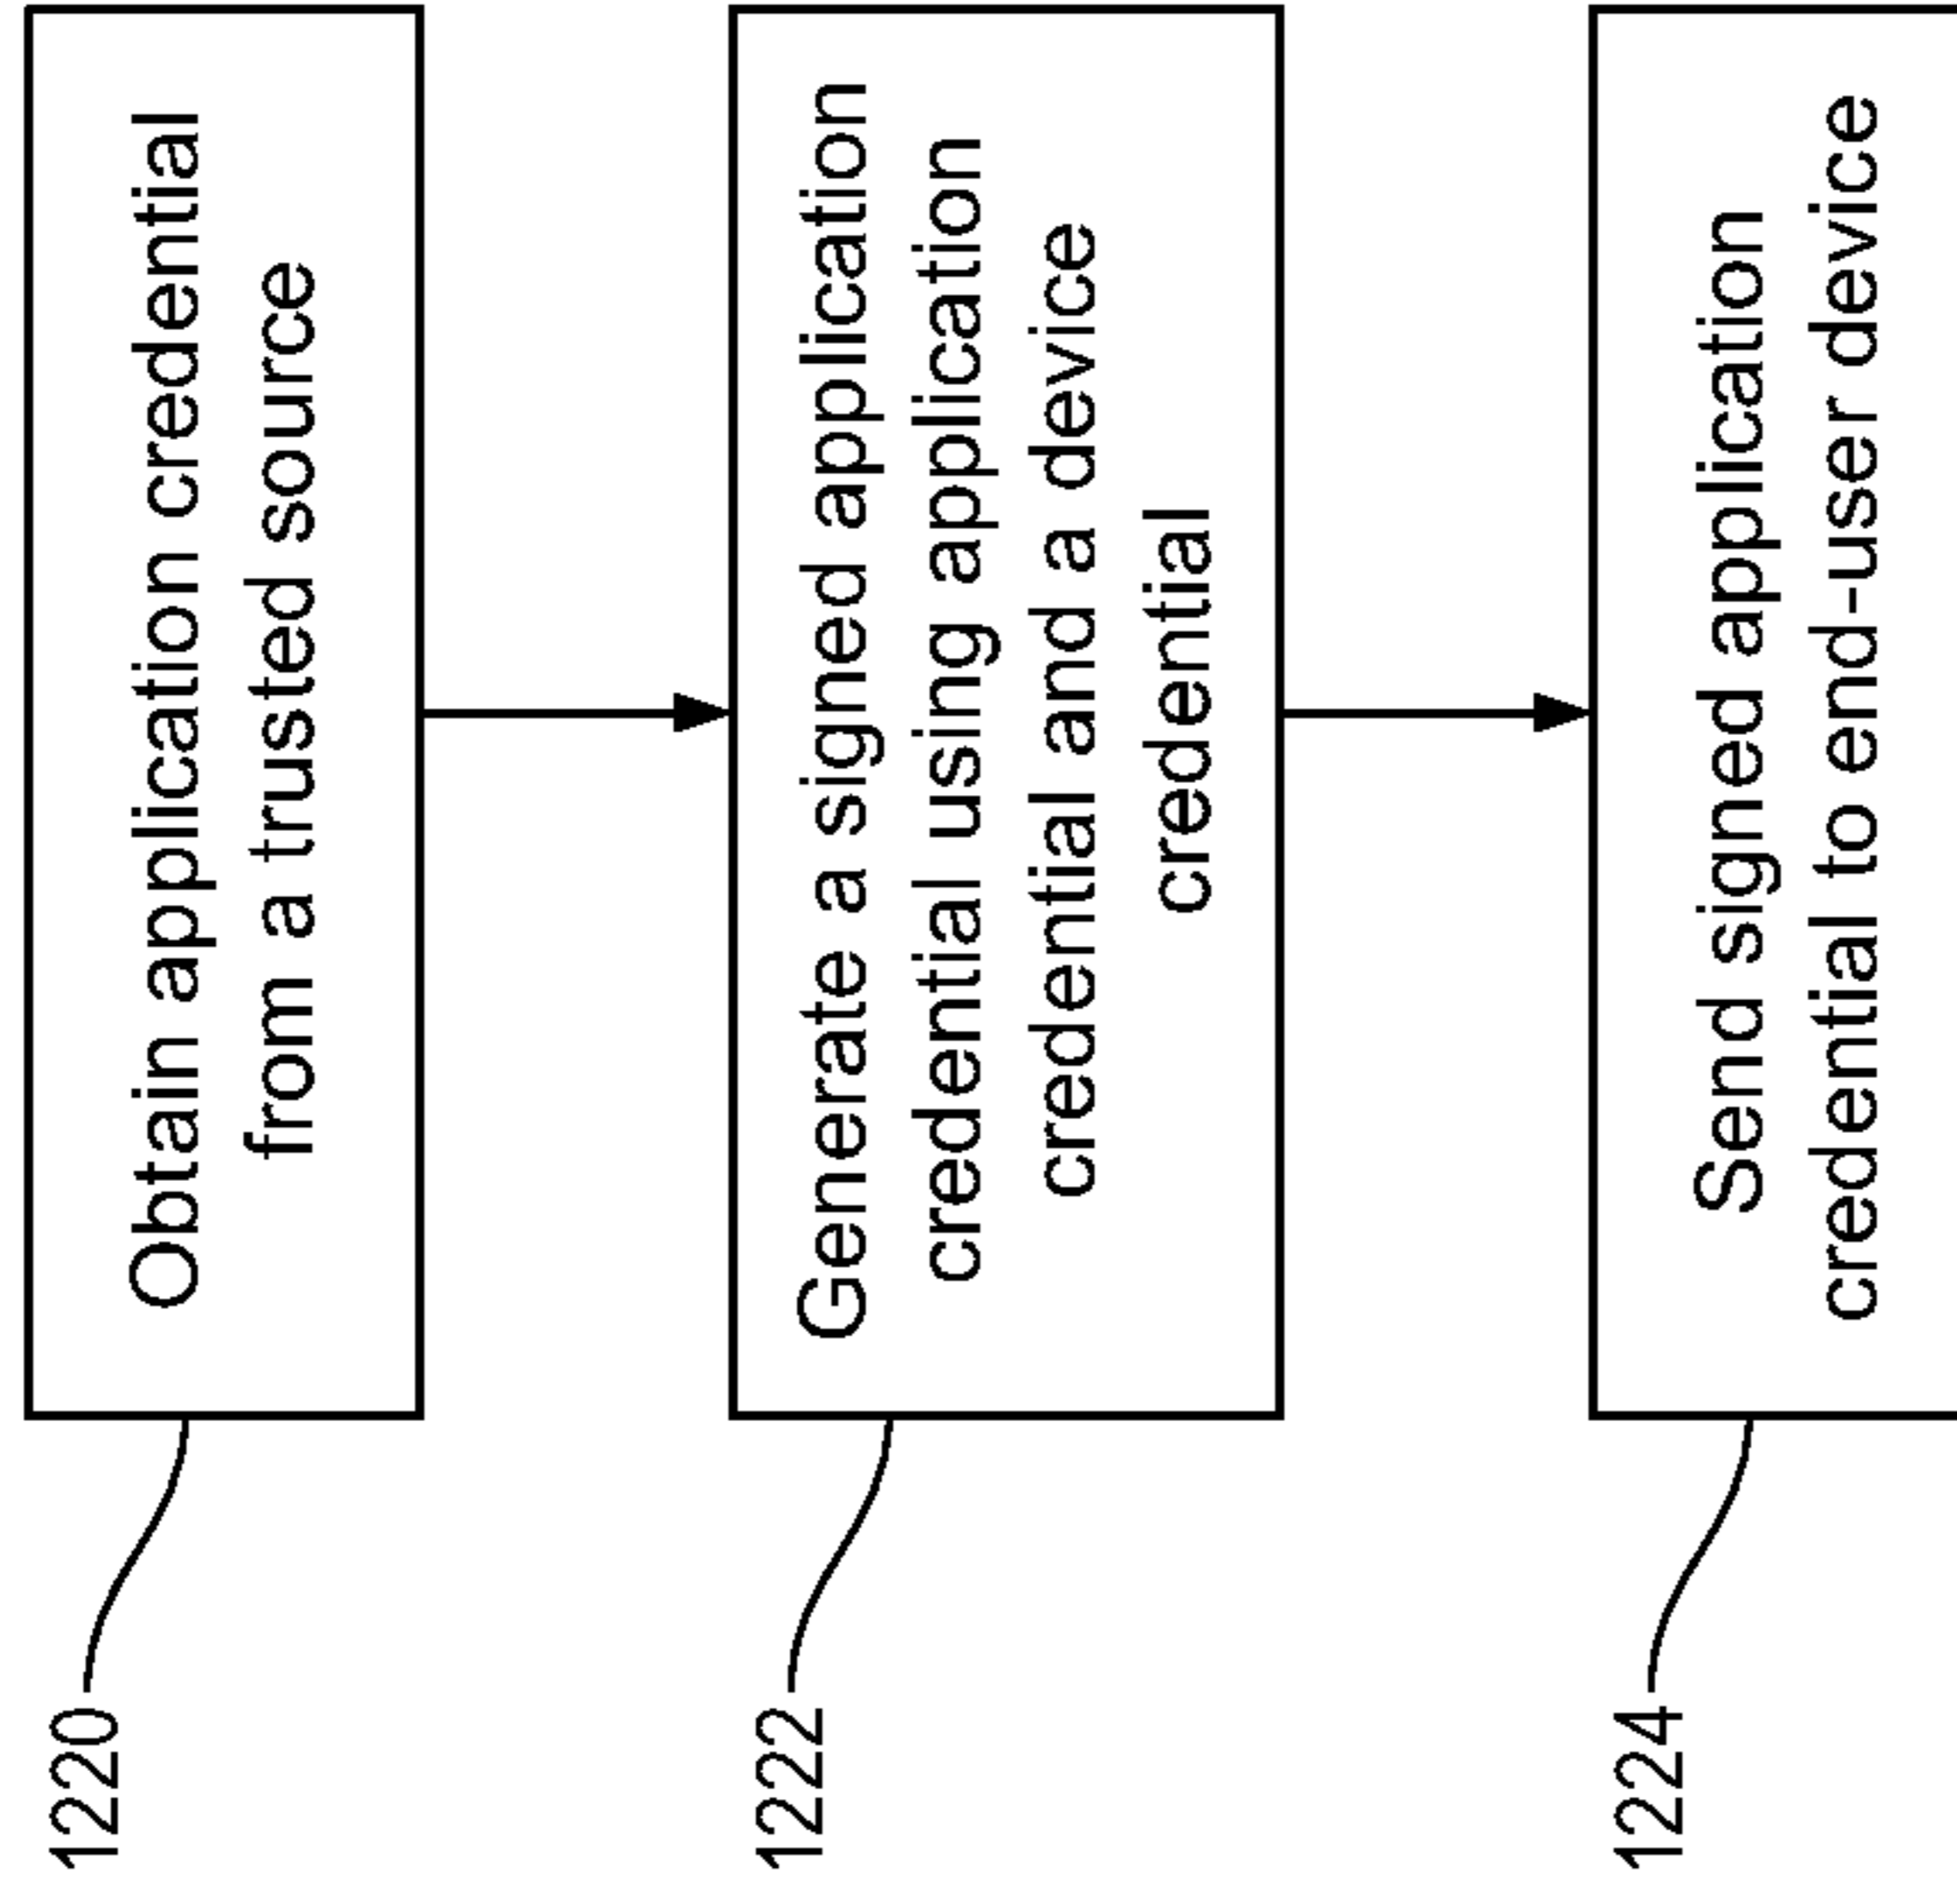 1220
Obtain application credential
from a trusted source
1222
Generate a signed application
credential using application
credential and a device
credential
1224
Send signed application
credential to end-user device